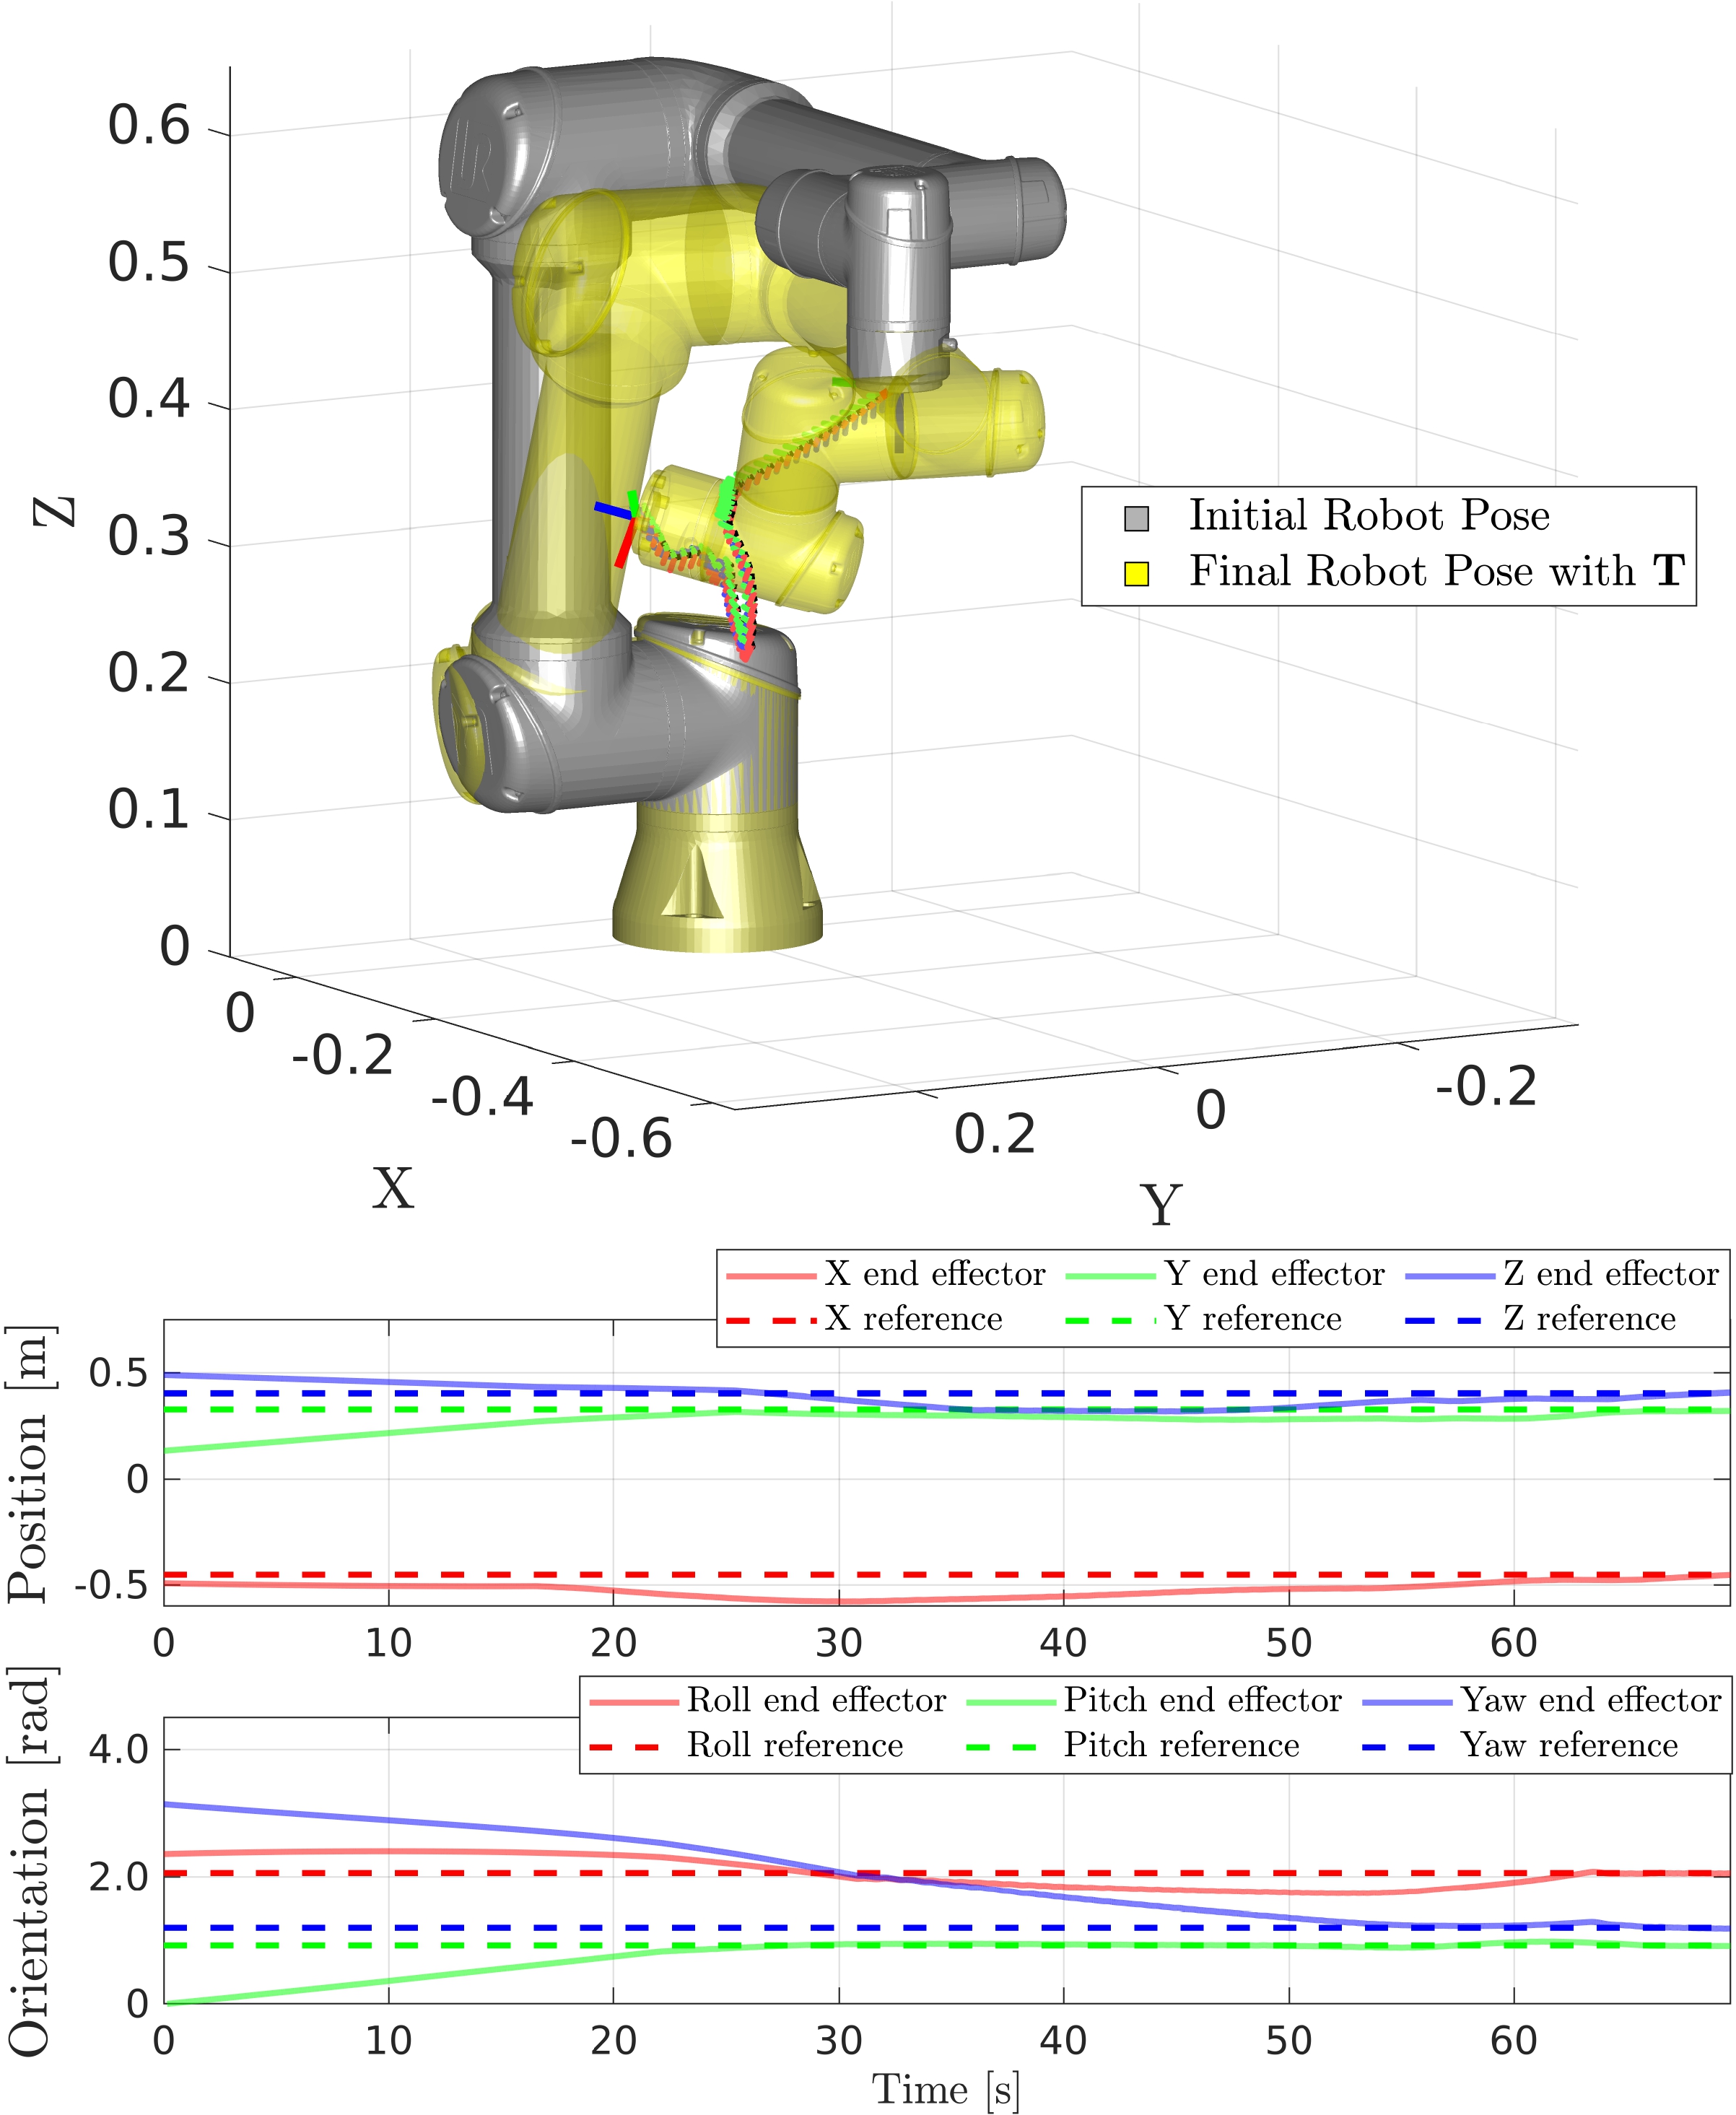 0.6
0.5
0.4
0.3
0.2
0.1
0
Z
Initial Robot Pose
Final Robot Pose with T
0
-0.2
-0.4
-0.6
X
0.2
0
-0.2
Y
X end effector Y end effector Z end effector
X reference Y reference Z reference
Position [m]
0.5
0
-0.5
0 10 20 30 40 50 60
Roll end effector Pitch end effector Yaw end effector
Roll reference Pitch reference Yaw reference
Orientation [rad]
4.0
2.0
0
0 10 20 30 40 50 60
Time [s]